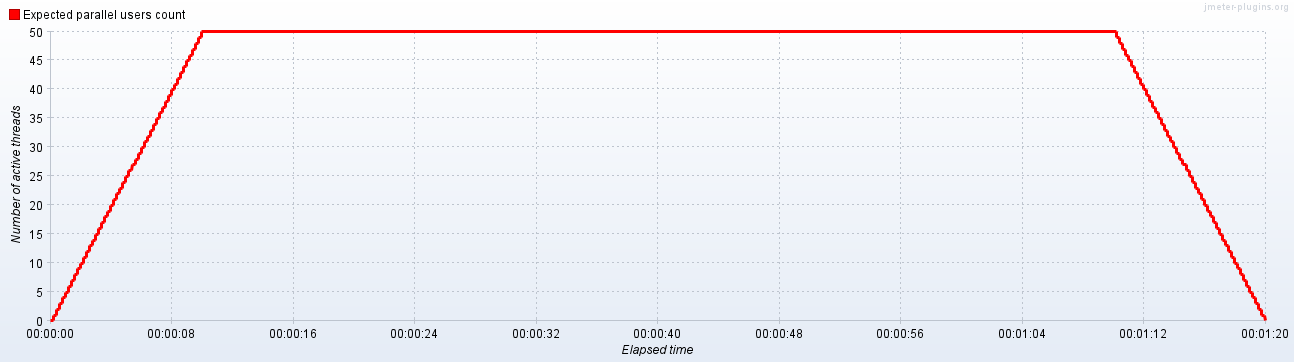 jmeter-plugins.org
Expected parallel users count
50
45
40
35
30
25
20
15
10
5
0
Number of active threads
00:00:00 00:00:08 00:00:16 00:00:24 00:00:32 00:00:40 00:00:48 00:00:56 00:01:04 00:01:12 00:01:20
Elapsed time